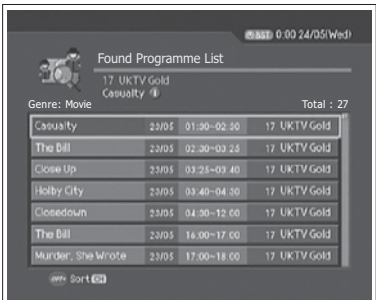 BST 0:00 24/05(Wed)
Found Programme List
17 UKTV Gold
Casualty
Genre: Movie Total : 27
Casualty 23/05 01:30~02:30 17 UKTV Gold
The Bill 23/05 02:30~03:25 17 UKTV Gold
Close Up 23/05 03:25~03:40 17 UKTV Gold
Holby City 23/05 03:40~04:30 17 UKTV Gold
Closedown 23/05 04:30~12:00 17 UKTV Gold
The Bill 23/05 16:00~17:00 17 UKTV Gold
Murder, She Wrote 23/05 17:00~18:00 17 UKTV Gold
OPT+ Sort OK